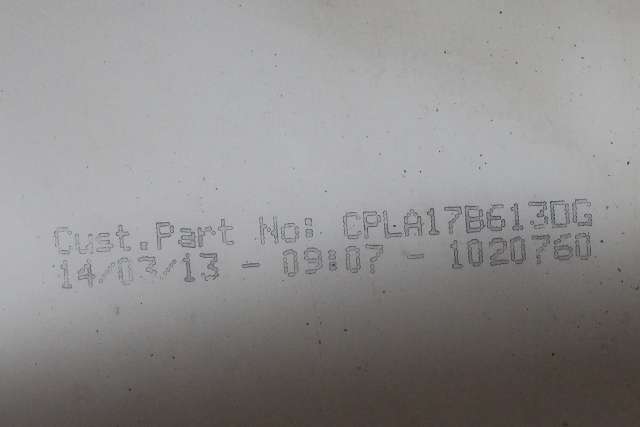 Cust.Part No: CPLA17B613DG
14/03/13 - 09:07 - 1020760